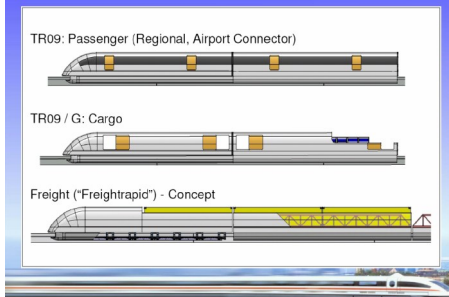 TR09: Passenger (Regional, Airport Connector)
TR09 / G: Cargo
Freight ("Freightrapid") - Concept